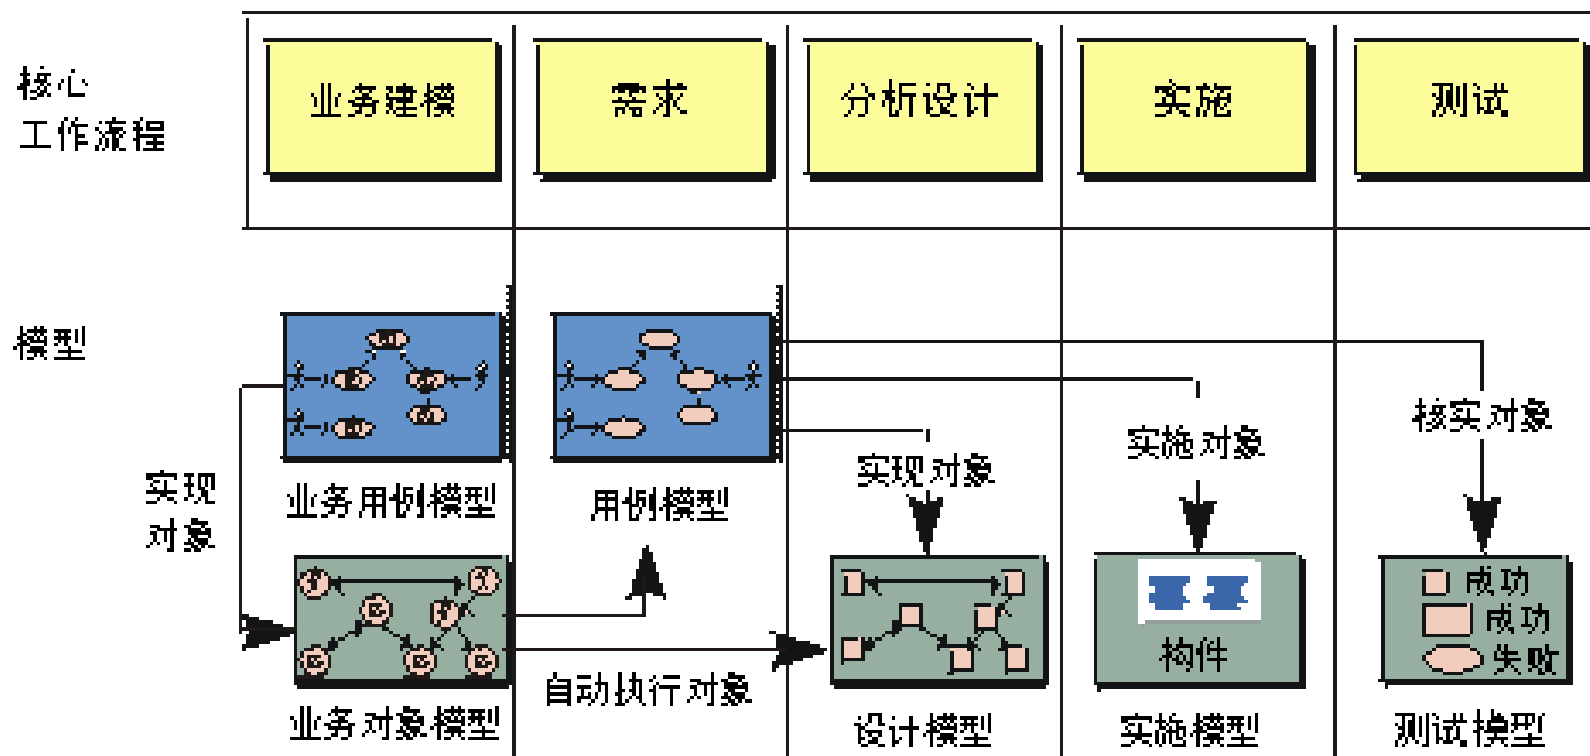 核心
工作流程
业务建模
需求
分析设计
实施
测试
模型
业务用例模型
用例模型
实现
对象
实现对象
实施对象
核实对象
构件
成功
成功
失败
自动执行对象
业务对象模型
设计模型
实施模型
测试模型